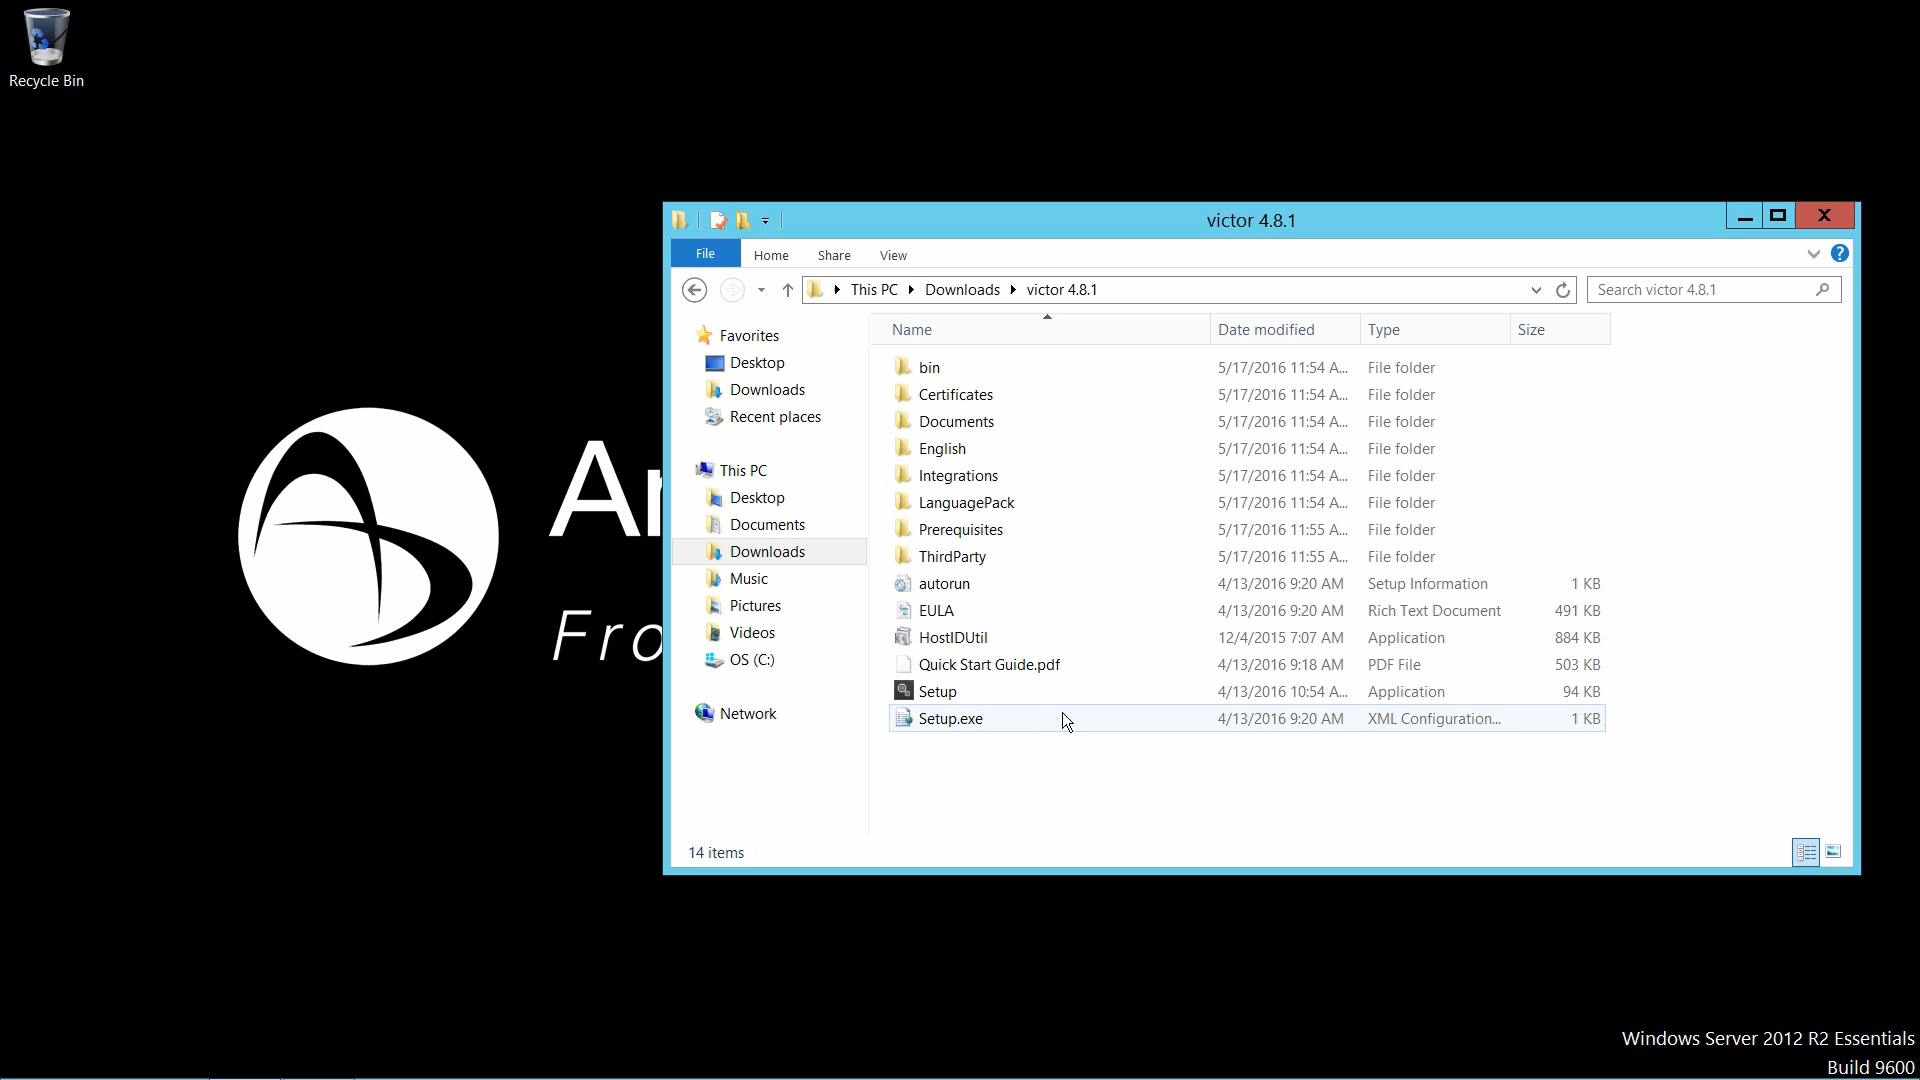 Recycle Bin
victor 4.8.1
File Home Share View
This PC Downloads victor 4.8.1
Search victor 4.8.1
Name Date modified Type Size
Favorites
Desktop
Downloads
Recent places
This PC
Desktop
Documents
Downloads
Music
Pictures
Videos
OS (C:)
Network
bin 5/17/2016 11:54 A... File folder
Certificates 5/17/2016 11:54 A... File folder
Documents 5/17/2016 11:54 A... File folder
English 5/17/2016 11:54 A... File folder
Integrations 5/17/2016 11:54 A... File folder
LanguagePack 5/17/2016 11:54 A... File folder
Prerequisites 5/17/2016 11:55 A... File folder
ThirdParty 5/17/2016 11:55 A... File folder
autorun 4/13/2016 9:20 AM Setup Information 1 KB
EULA 4/13/2016 9:20 AM Rich Text Document 491 KB
HostIDUtil 12/4/2015 7:07 AM Application 884 KB
Quick Start Guide.pdf 4/13/2016 9:18 AM PDF File 503 KB
Setup 4/13/2016 10:54 A... Application 94 KB
Setup.exe 4/13/2016 9:20 AM XML Configuration... 1 KB
14 items
Fro
Windows Server 2012 R2 Essentials
Build 9600